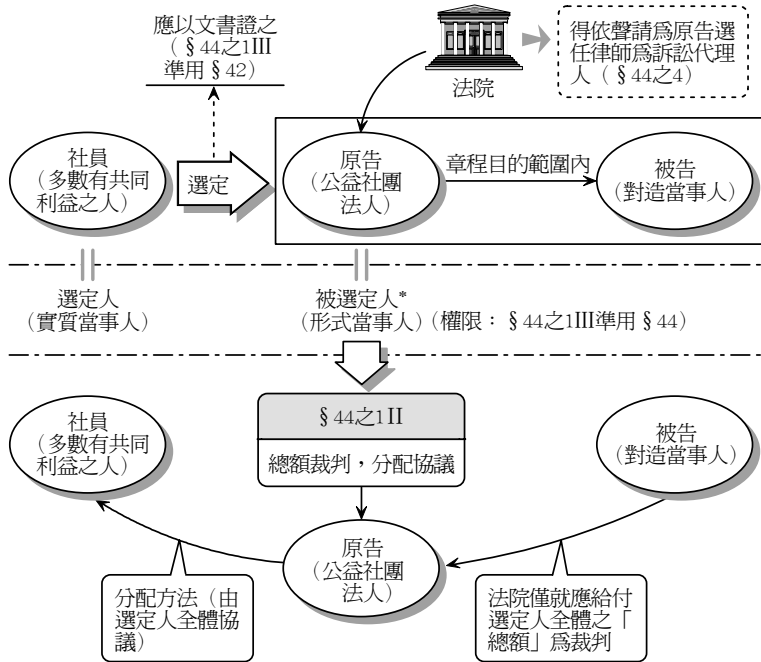 應以文書證之
（§44之1III
準用§42）
法院
得依聲請為原告選
任律師為訴訟代理
人（§44之4）
社員
（多數有共同
利益之人）
選定
原告
（公益社團
法人）
章程目的範圍內
被告
（對造當事人）
選定人
（實質當事人）
被選定人*
（形式當事人）（權限：§44之1III準用§44）
社員
（多數有共同
利益之人）
§44之1II
總額裁判，分配協議
被告
（對造當事人）
原告
（公益社團
法人）
分配方法（由
選定人全體協
議）
法院僅就應給付
選定人全體之「
總額」為裁判